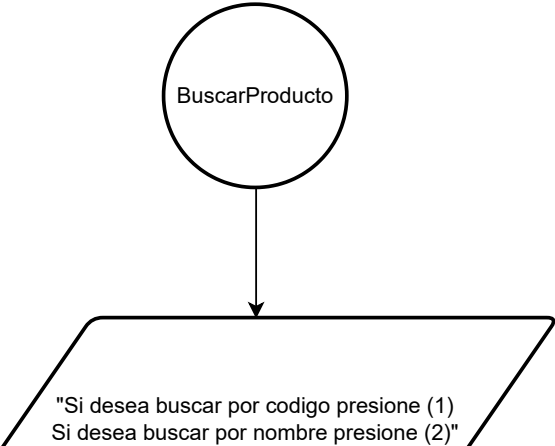 BuscarProducto
"Si desea buscar por codigo presione (1)
Si desea buscar por nombre presione (2)"